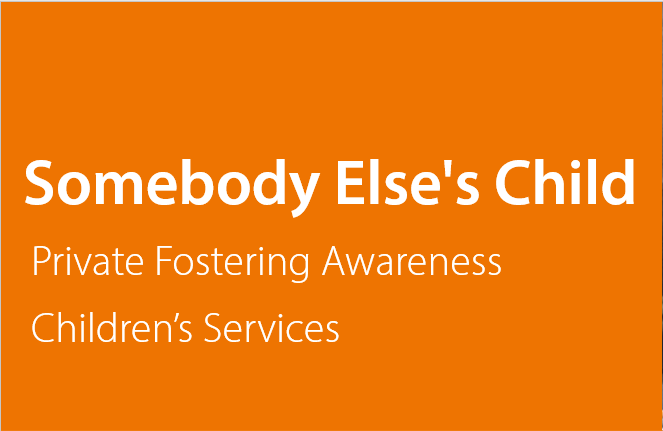 Somebody Else's Child
Private Fostering Awareness
Children’s Services